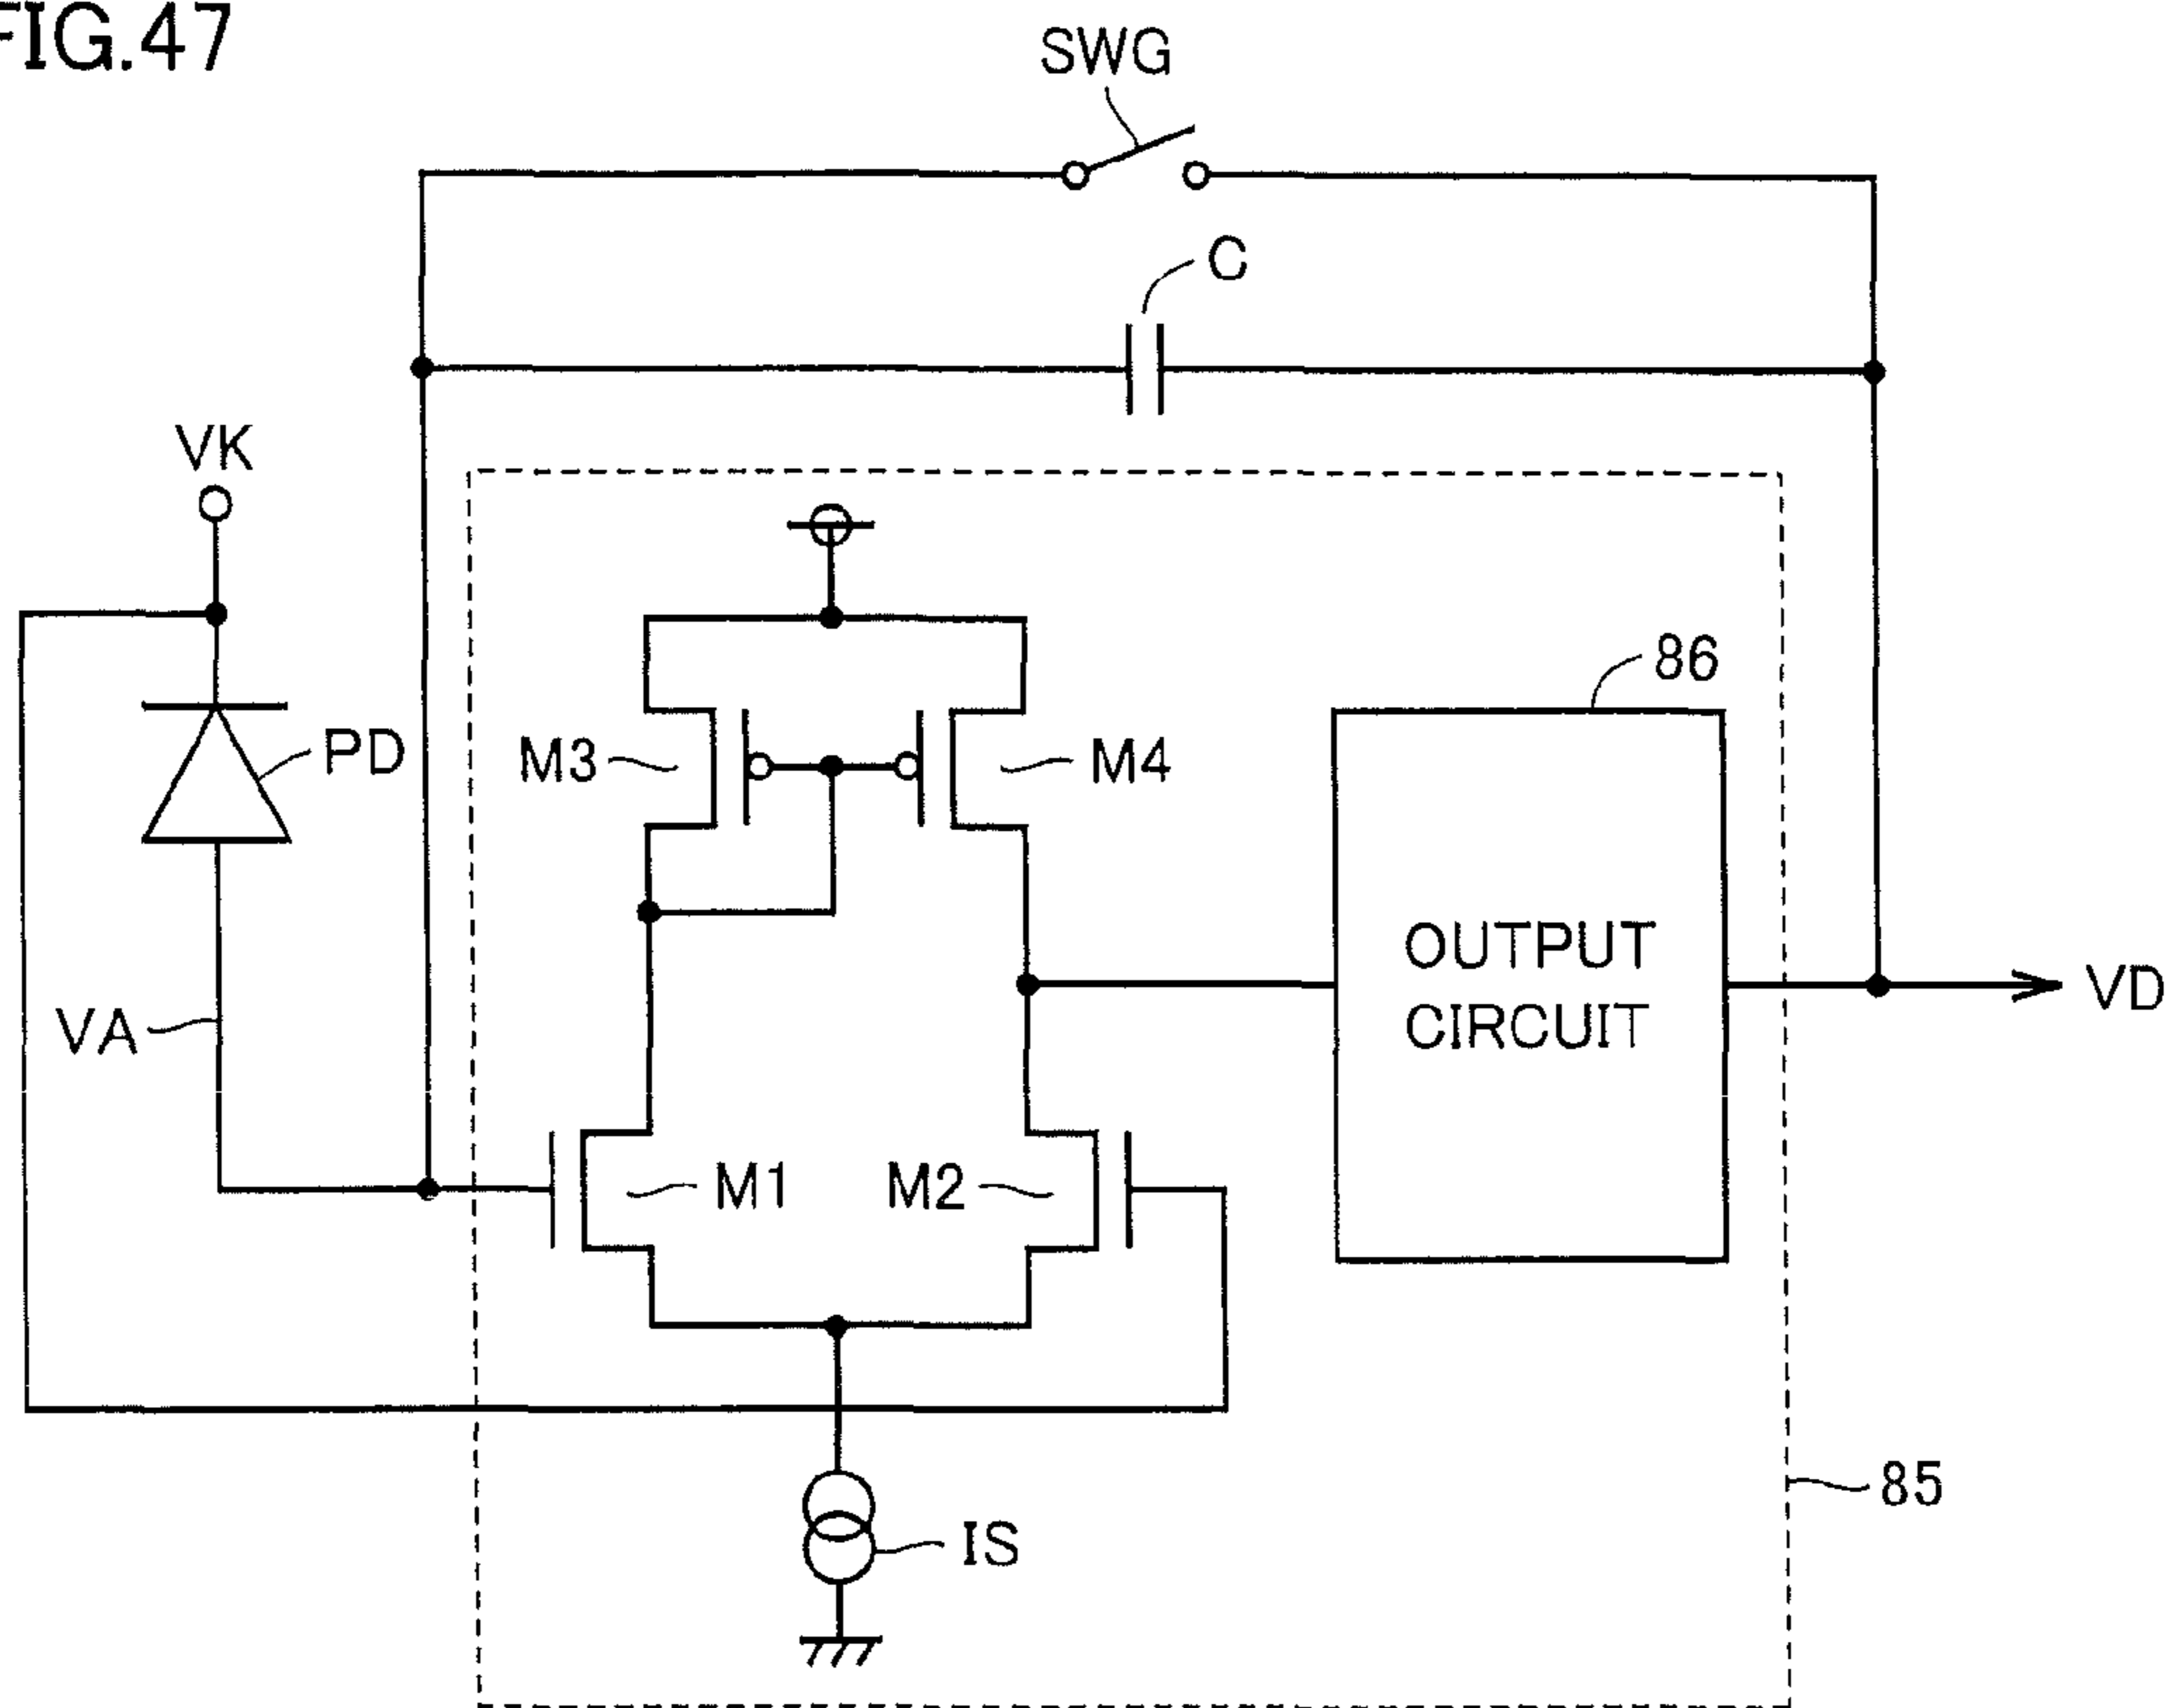 FIG.47
SWG
C
VK
86
PD
M3
M4
OUTPUT
CIRCUIT
VD
VA
M1
M2
85
IS